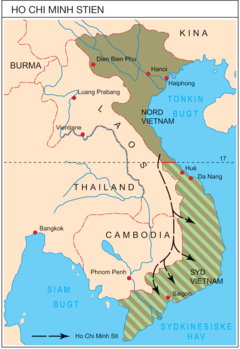 HO CHI MINH STIEN
KINA
BURMA
Dien Bien Phu
Hanoi
Haiphong
Luang Prabang
TONKIN
BUGT
NORD
VIETNAM
Vientiane
LAOS
17
Hué
Da Nang
THAILAND
CAMBODIA
Bangkok
Phnom Penh
SYD
VIETNAM
Saigon
SIAM
BUGT
SYDKINESISKE
HAV
Ho Chi Minh Sti